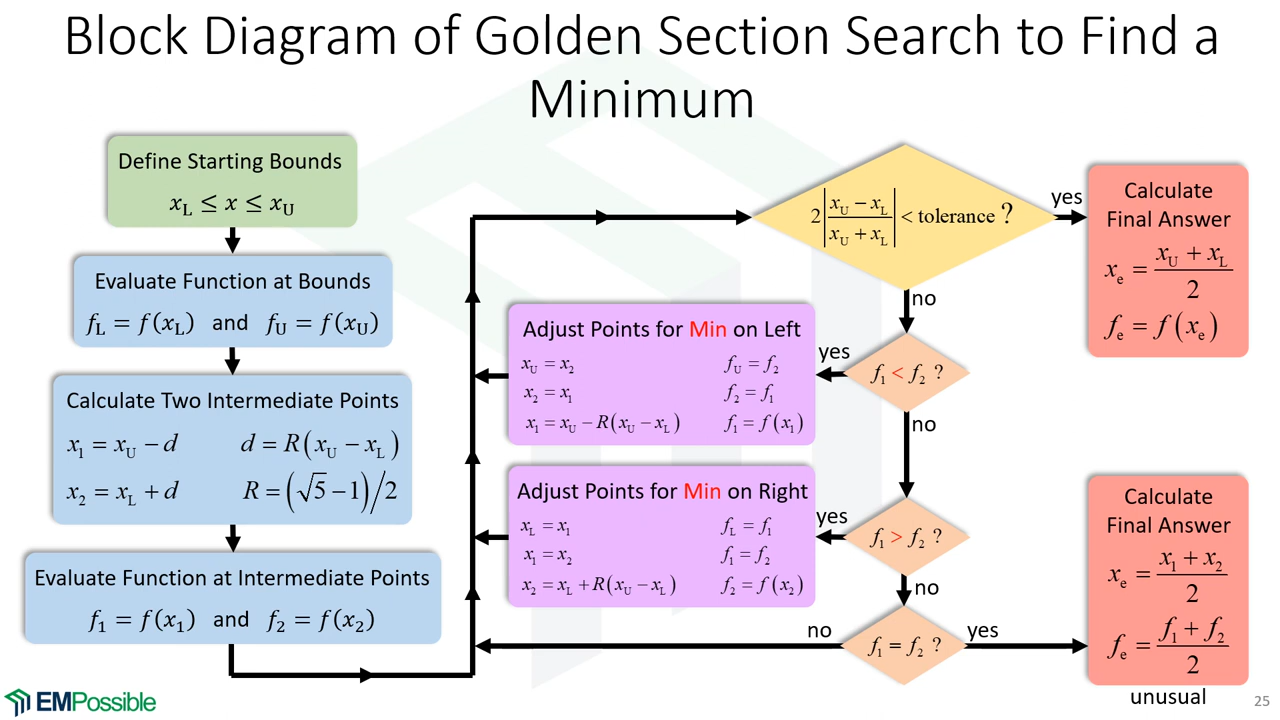 Block Diagram of Golden Section Search to Find a
Minimum
Define Starting Bounds
x_L ≤ x ≤ x_U
Evaluate Function at Bounds
f_L = f(x_L) and f_U = f(x_U)
Calculate Two Intermediate Points
x_1 = x_U − d d = R(x_U − x_L)
x_2 = x_L + d R = (√5 −1)/2
Evaluate Function at Intermediate Points
f_1 = f(x_1) and f_2 = f(x_2)
2|(x_U − x_L)/(x_U + x_L)| < tolerance ?
yes
no
Calculate
Final Answer
x_e = (x_U + x_L)/2
f_e = f(x_e)
f_1 < f_2 ?
yes
no
Adjust Points for Min on Left
x_U = x_2 f_U = f_2
x_2 = x_1 f_2 = f_1
x_1 = x_U − R(x_U − x_L) f_1 = f(x_1)
f_1 > f_2 ?
yes
no
Adjust Points for Min on Right
x_L = x_1 f_L = f_1
x_1 = x_2 f_1 = f_2
x_2 = x_L + R(x_U − x_L) f_2 = f(x_2)
f_1 = f_2 ?
no
yes
Calculate
Final Answer
x_e = (x_1 + x_2)/2
f_e = (f_1 + f_2)/2
unusual
EMPossible
25